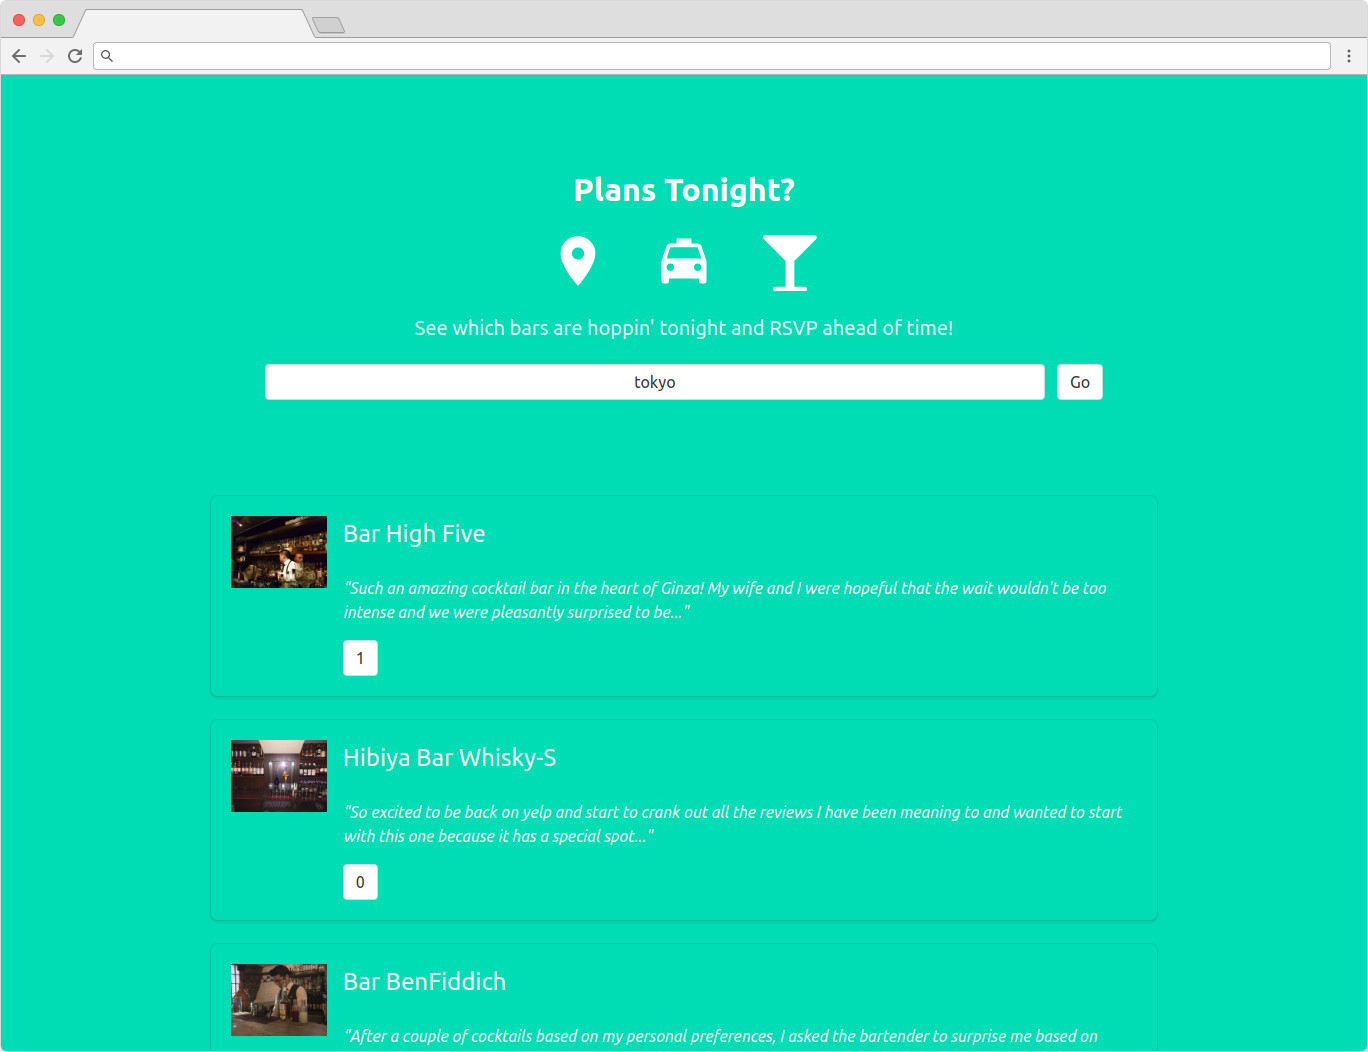 Plans Tonight?
See which bars are hoppin' tonight and RSVP ahead of time!
tokyo
Go
Bar High Five
"Such an amazing cocktail bar in the heart of Ginza! My wife and I were hopeful that the wait wouldn't be too
intense and we were pleasantly surprised to be..."
1
Hibiya Bar Whisky-S
"So excited to be back on yelp and start to crank out all the reviews I have been meaning to and wanted to start
with this one because it has a special spot..."
0
Bar BenFiddich
"After a couple of cocktails based on my personal preferences, I asked the bartender to surprise me based on